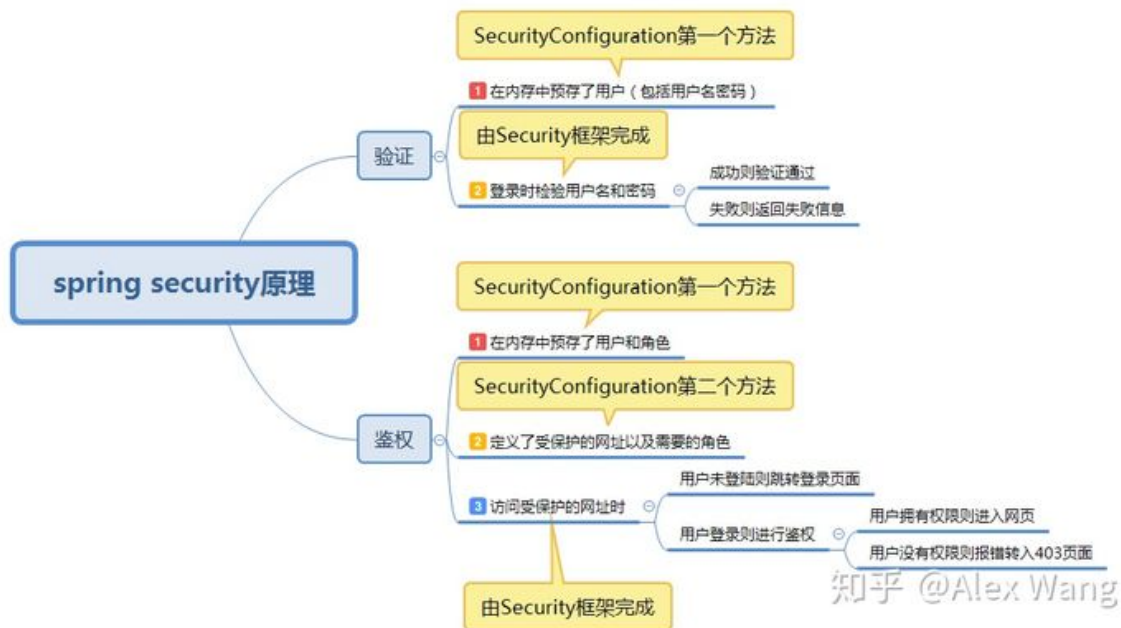 SecurityConfiguration第一个方法
1 在内存中预存了用户（包括用户名密码）
由Security框架完成
验证
2 登录时检验用户名和密码
成功则验证通过
失败则返回失败信息
spring security原理
SecurityConfiguration第一个方法
1 在内存中预存了用户和角色
SecurityConfiguration第二个方法
鉴权
2 定义了受保护的网址以及需要的角色
3 访问受保护的网址时
用户未登陆则跳转登录页面
用户登录则进行鉴权
用户拥有权限则进入网页
用户没有权限则报错转入403页面
由Security框架完成
知乎 @Alex Wang